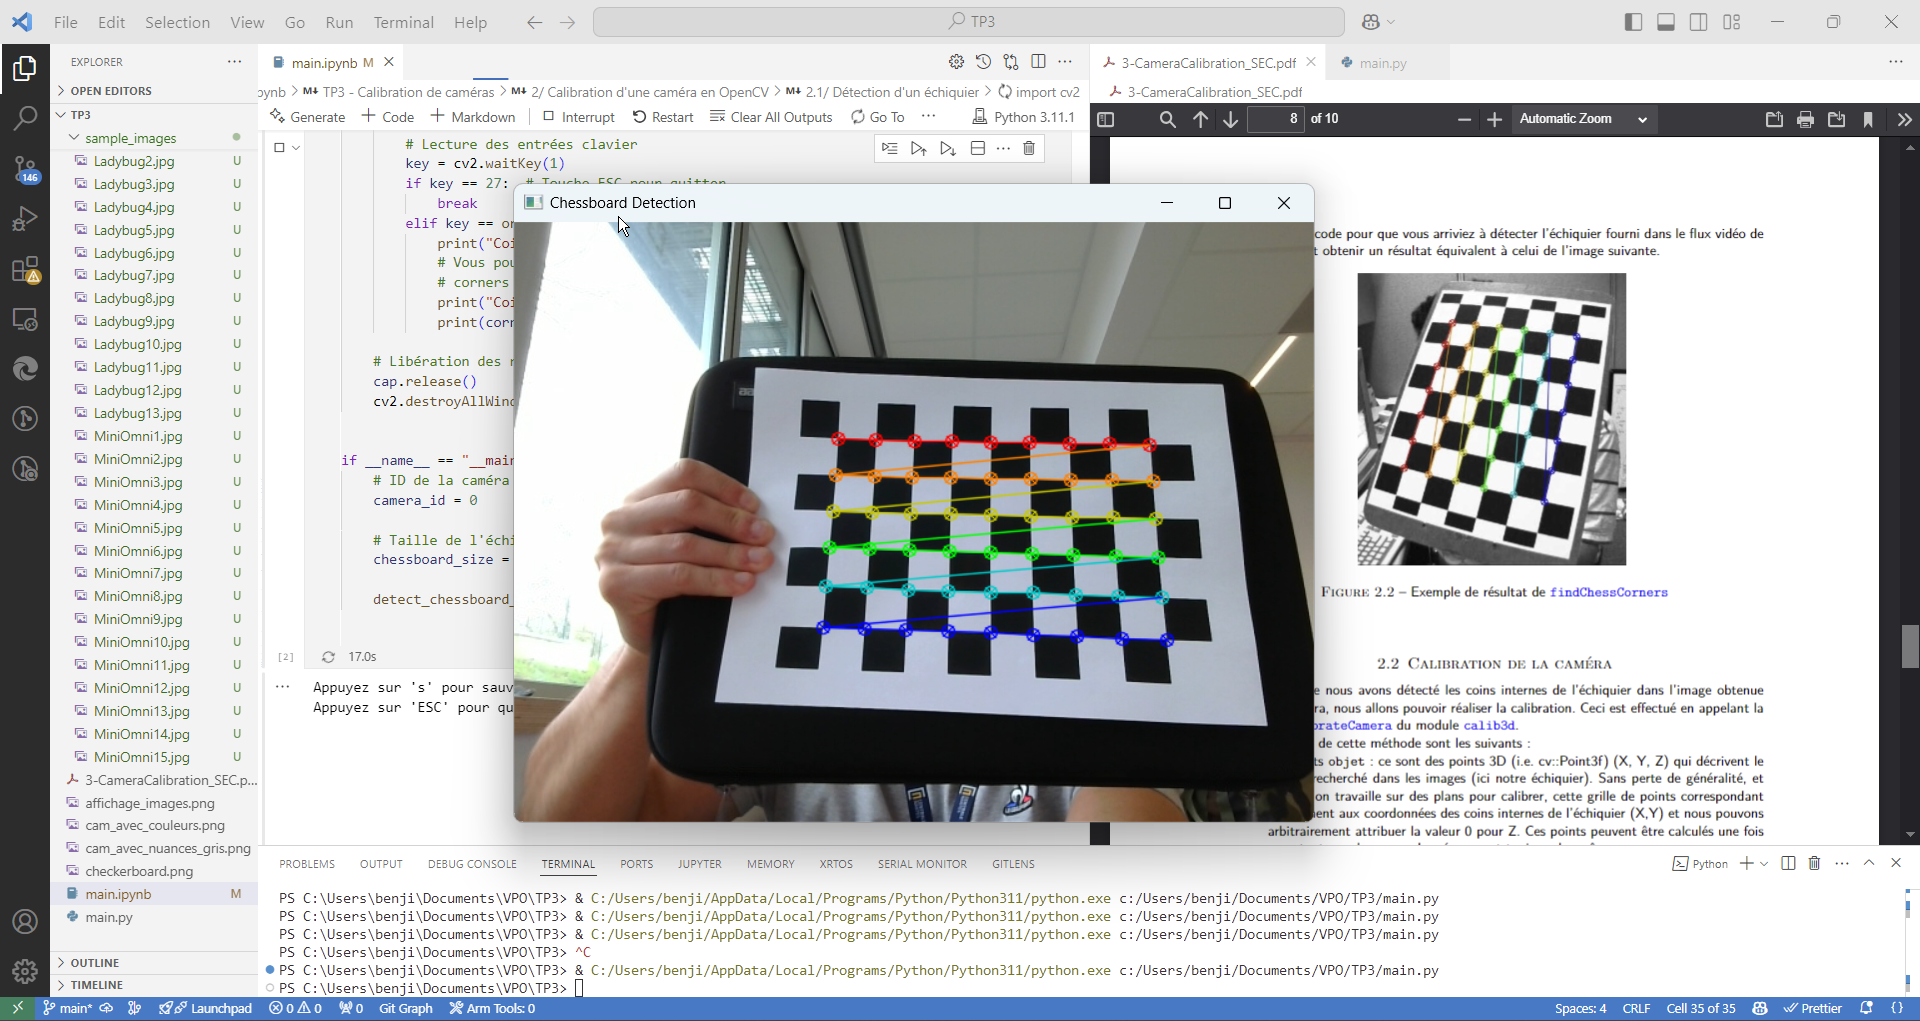 File Edit Selection View Go Run Terminal Help
TP3
EXPLORER
OPEN EDITORS
TP3
sample_images
Ladybug2.jpg U
Ladybug3.jpg U
Ladybug4.jpg U
Ladybug5.jpg U
Ladybug6.jpg U
Ladybug7.jpg U
Ladybug8.jpg U
Ladybug9.jpg U
Ladybug10.jpg U
Ladybug11.jpg U
Ladybug12.jpg U
Ladybug13.jpg U
MiniOmni1.jpg U
MiniOmni2.jpg U
MiniOmni3.jpg U
MiniOmni4.jpg U
MiniOmni5.jpg U
MiniOmni6.jpg U
MiniOmni7.jpg U
MiniOmni8.jpg U
MiniOmni9.jpg U
MiniOmni10.jpg U
MiniOmni11.jpg U
MiniOmni12.jpg U
MiniOmni13.jpg U
MiniOmni14.jpg U
MiniOmni15.jpg U
3-CameraCalibration_SEC.p...
affichage_images.png
cam_avec_couleurs.png
cam_avec_nuances_gris.png
checkerboard.png
main.ipynb M
main.py
OUTLINE
TIMELINE
146
main.ipynb M
ynb > M↓ TP3 - Calibration de caméras > M↓ 2/ Calibration d'une caméra en OpenCV > M↓ 2.1/ Détection d'un échiquier > import cv2
Generate + Code + Markdown Interrupt Restart Clear All Outputs Go To ... Python 3.11.1
# Lecture des entrées clavier
key = cv2.waitKey(1)
if key == 27: # Touche ESC pour quitter
break
elif key == or
print("Coi
# Vous pou
# corners
print("Coi
print(corr
# Libération des r
cap.release()
cv2.destroyAllWind
if __name__ == "__mair
# ID de la caméra
camera_id = 0
# Taille de l'échi
chessboard_size =
detect_chessboard_
[2] 17.0s
Appuyez sur 's' pour sauv
Appuyez sur 'ESC' pour qu
Chessboard Detection
3-CameraCalibration_SEC.pdf
main.py
3-CameraCalibration_SEC.pdf
8 of 10
Automatic Zoom
code pour que vous arriviez à détecter l'échiquier fourni dans le flux vidéo de
t obtenir un résultat équivalent à celui de l'image suivante.
FIGURE 2.2 – Exemple de résultat de findChessCorners
2.2 CALIBRATION DE LA CAMÉRA
e nous avons détecté les coins internes de l'échiquier dans l'image obtenue
ra, nous allons pouvoir réaliser la calibration. Ceci est effectué en appelant la
brateCamera du module calib3d.
de cette méthode sont les suivants :
ts objet : ce sont des points 3D (i.e. cv::Point3f) (X, Y, Z) qui décrivent le
recherché dans les images (ici notre échiquier). Sans perte de généralité, et
on travaille sur des plans pour calibrer, cette grille de points correspondant
ent aux coordonnées des coins internes de l'échiquier (X,Y) et nous pouvons
arbitrairement attribuer la valeur 0 pour Z. Ces points peuvent être calculés une fois
PROBLEMS OUTPUT DEBUG CONSOLE TERMINAL PORTS JUPYTER MEMORY XRTOS SERIAL MONITOR GITLENS
Python
PS C:\Users\benji\Documents\VPO\TP3> & C:/Users/benji/AppData/Local/Programs/Python/Python311/python.exe c:/Users/benji/Documents/VPO/TP3/main.py
PS C:\Users\benji\Documents\VPO\TP3> & C:/Users/benji/AppData/Local/Programs/Python/Python311/python.exe c:/Users/benji/Documents/VPO/TP3/main.py
PS C:\Users\benji\Documents\VPO\TP3> & C:/Users/benji/AppData/Local/Programs/Python/Python311/python.exe c:/Users/benji/Documents/VPO/TP3/main.py
PS C:\Users\benji\Documents\VPO\TP3> ^C
PS C:\Users\benji\Documents\VPO\TP3> & C:/Users/benji/AppData/Local/Programs/Python/Python311/python.exe c:/Users/benji/Documents/VPO/TP3/main.py
PS C:\Users\benji\Documents\VPO\TP3>
main* Launchpad 0 0 0 Git Graph Arm Tools: 0
Spaces: 4 CRLF Cell 35 of 35 Prettier